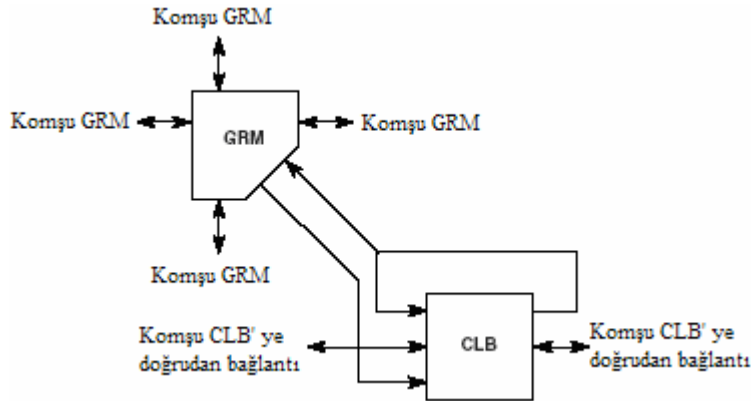 Komşu GRM
Komşu GRM
Komşu GRM
GRM
Komşu GRM
Komşu CLB' ye
doğrudan bağlantı
CLB
Komşu CLB' ye
doğrudan bağlantı